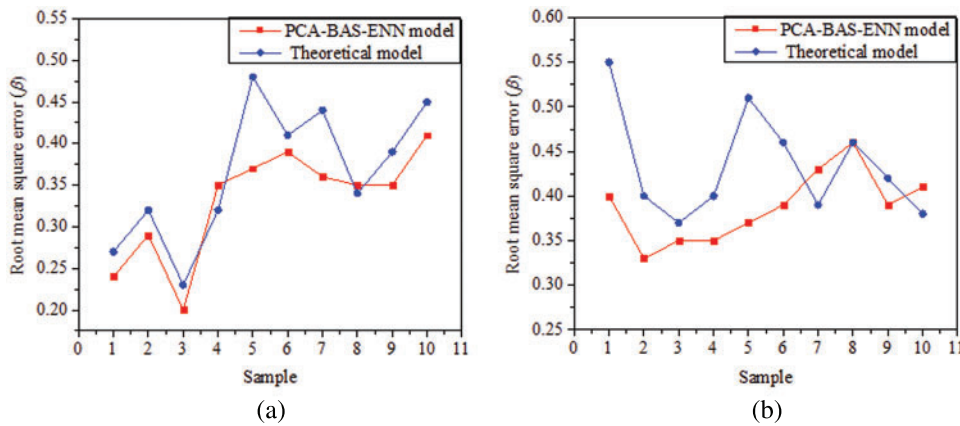 0.55
0.50
0.45
0.40
0.35
0.30
0.25
0.20
Root mean square error (β)
PCA-BAS-ENN model
Theoretical model
0 1 2 3 4 5 6 7 8 9 10 11
Sample
(a)
0.60
0.55
0.50
0.45
0.40
0.35
0.30
0.25
Root mean square error (β)
PCA-BAS-ENN model
Theoretical model
0 1 2 3 4 5 6 7 8 9 10 11
Sample
(b)